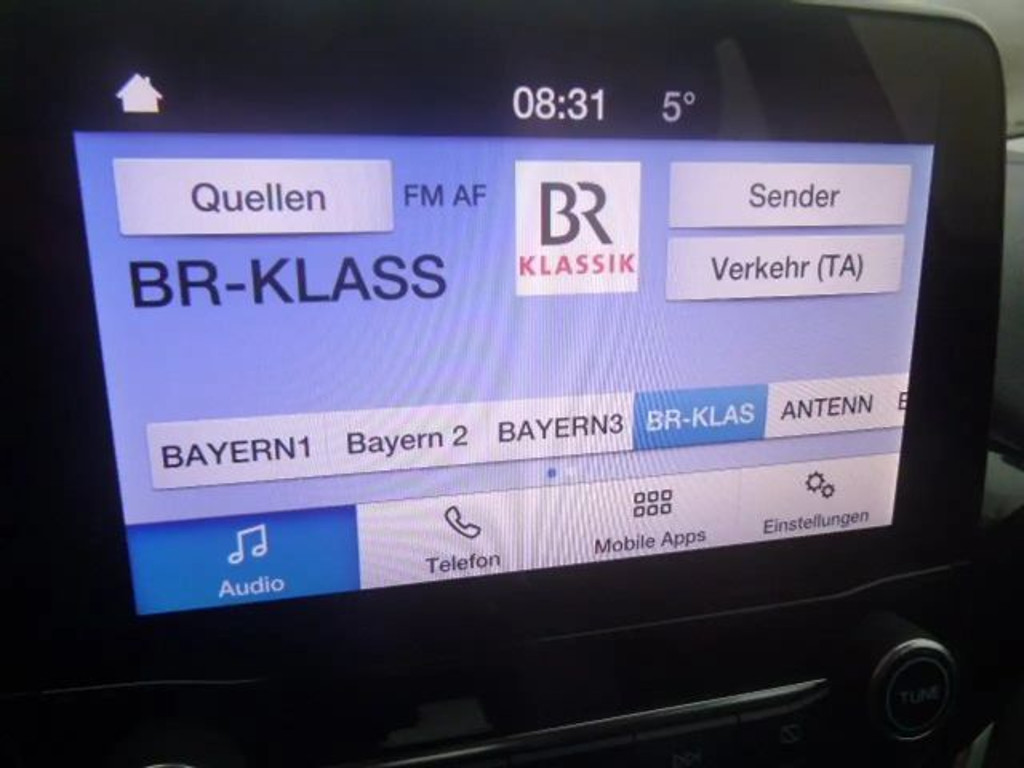 08:31 5°
Quellen FM AF
BR
KLASSIK
Sender
Verkehr (TA)
BR-KLASS
BAYERN1 Bayern 2 BAYERN3 BR-KLAS ANTENN
Audio Telefon Mobile Apps Einstellungen
TUNE